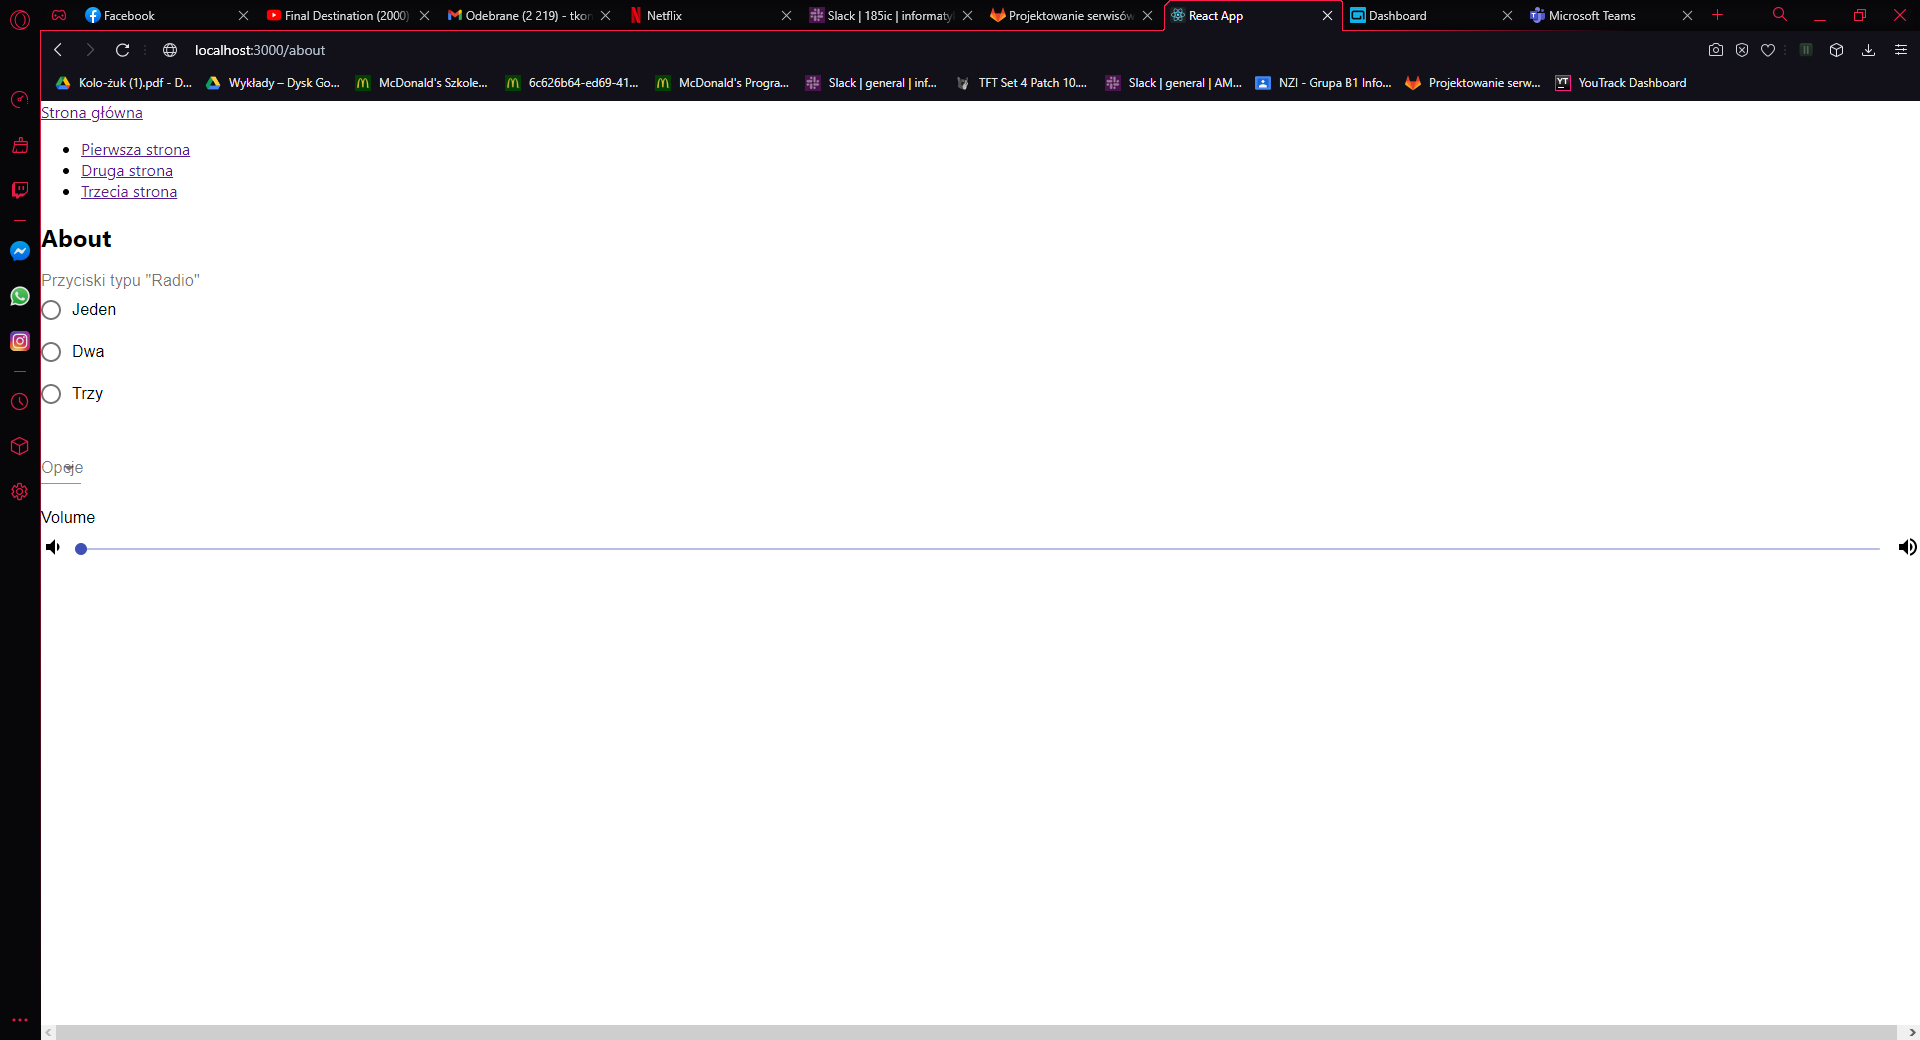 Facebook
Final Destination (2000)
Odebrane (2 219) - tkon
Netflix
Slack | 185ic | informaty
Projektowanie serwisów
React App
Dashboard
Microsoft Teams
localhost:3000/about
Kolo-żuk (1).pdf - D...
Wykłady – Dysk Go...
McDonald's Szkole...
6c626b64-ed69-41...
McDonald's Progra...
Slack | general | inf...
TFT Set 4 Patch 10....
Slack | general | AM...
NZI - Grupa B1 Info...
Projektowanie serw...
YT YouTrack Dashboard
Strona główna
Pierwsza strona
Druga strona
Trzecia strona
About
Przyciski typu "Radio"
Jeden
Dwa
Trzy
Opcje
Volume